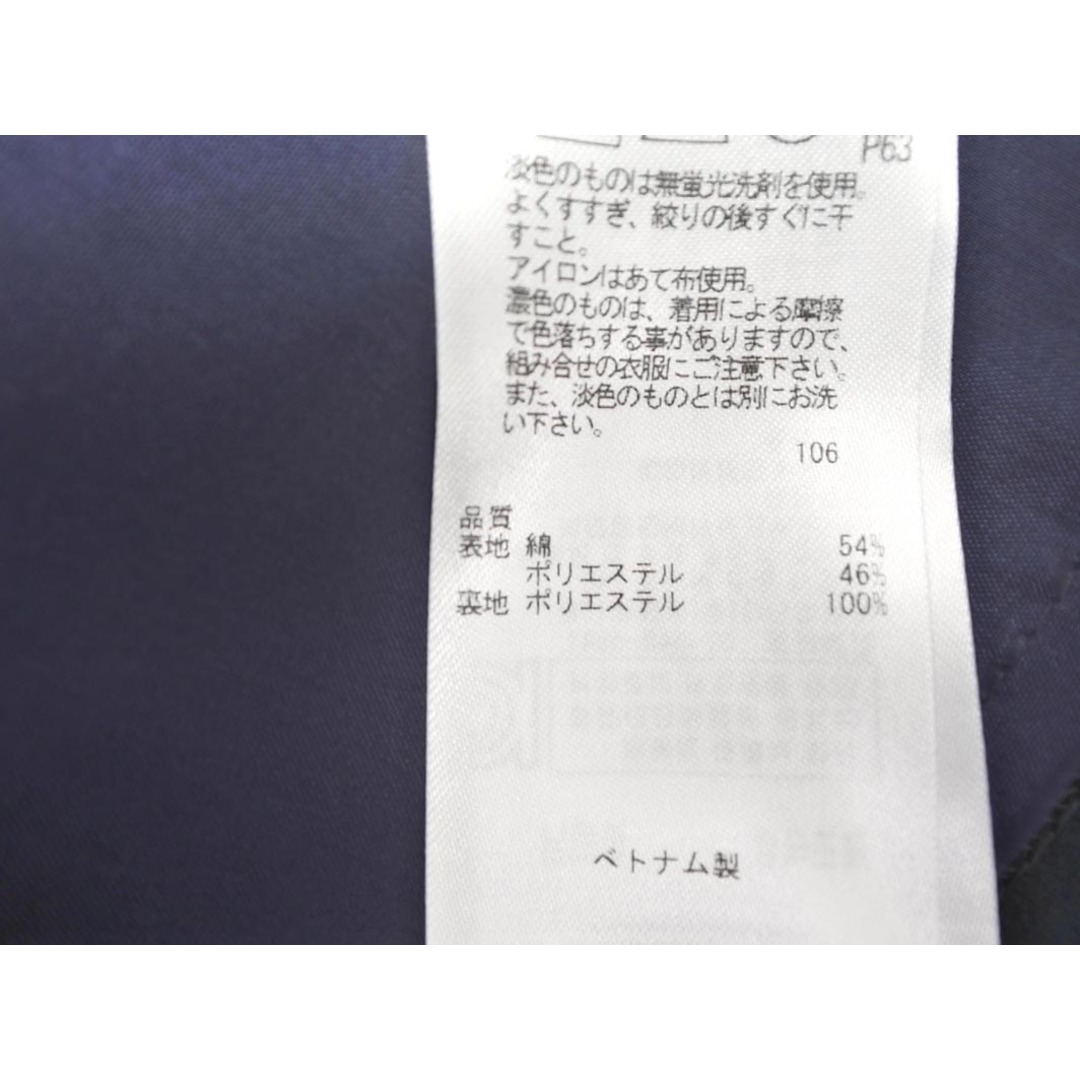 P63
淡色のものは無蛍光洗剤を使用。
よくすすぎ、絞りの後すぐに干
すこと。
アイロンはあて布使用。
濃色のものは、着用による摩擦
で色落ちする事がありますので、
組み合せの衣服にご注意下さい。
また、淡色のものとは別にお洗
い下さい。
106
品質
表地 綿 54%
ポリエステル 46%
裏地 ポリエステル 100%
ベトナム製